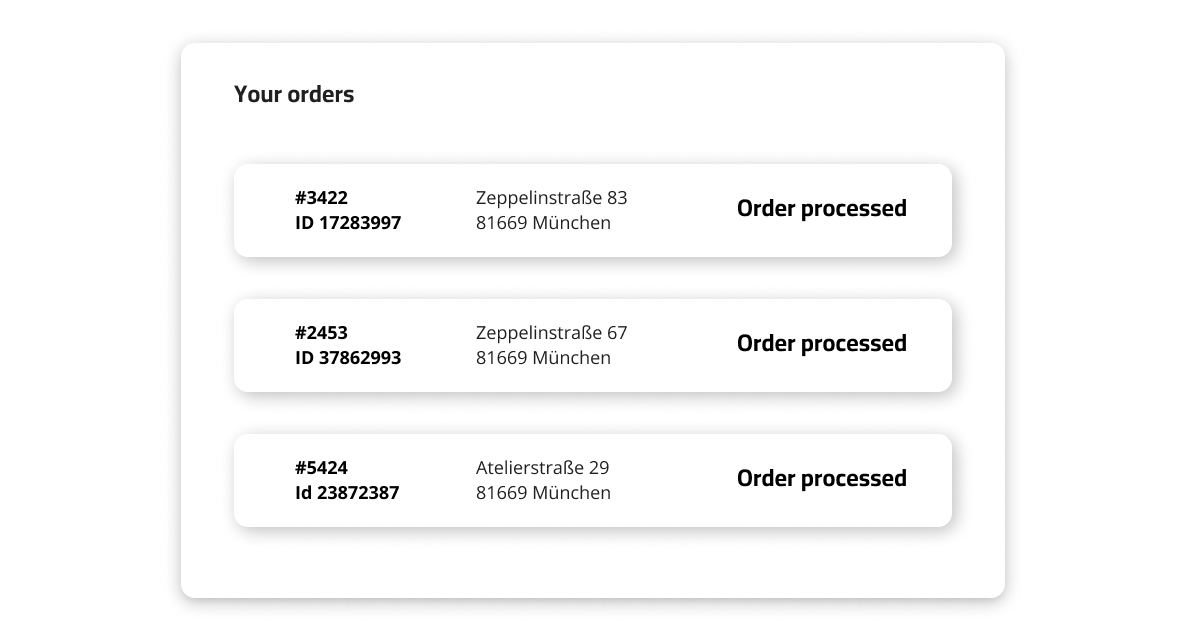 Your orders
#3422
ID 17283997
Zeppelinstraße 83
81669 München
Order processed
#2453
ID 37862993
Zeppelinstraße 67
81669 München
Order processed
#5424
Id 23872387
Atelierstraße 29
81669 München
Order processed